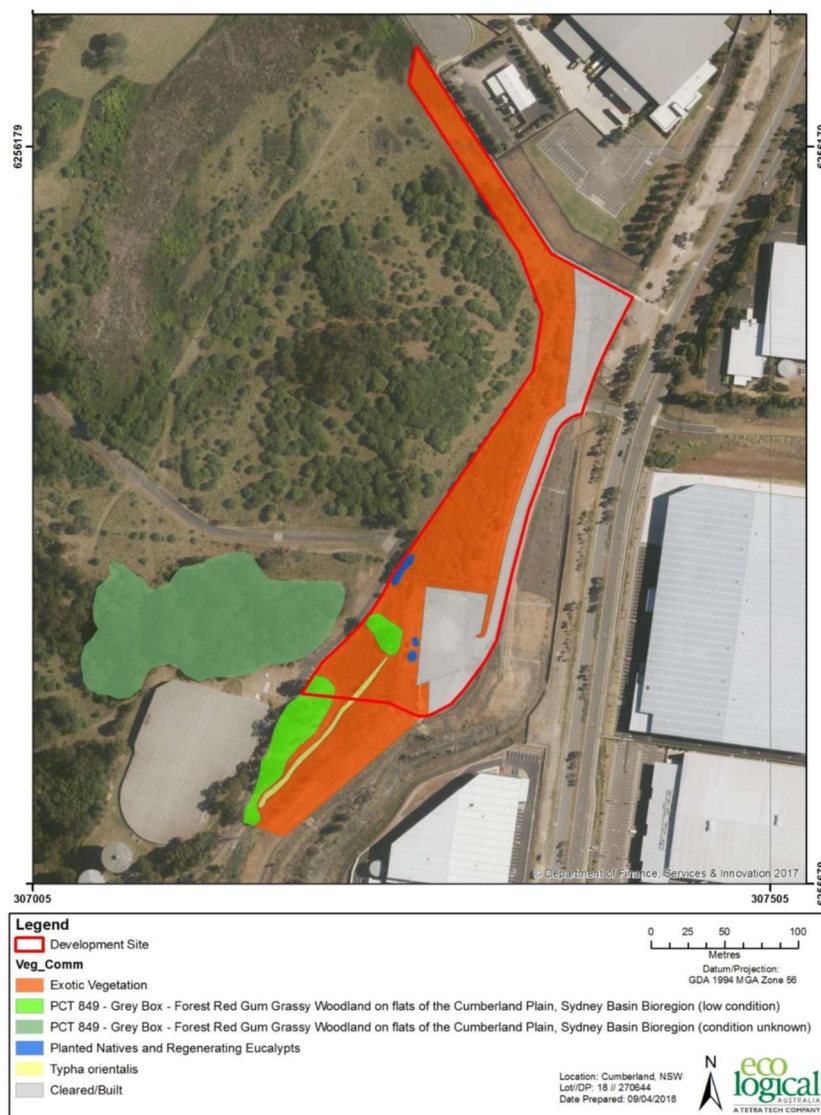 6256179
6256179
© Department of Finance, Services & Innovation 2017
6255679
307005
307505
Legend
Development Site
Veg_Comm
Exotic Vegetation
PCT 849 - Grey Box - Forest Red Gum Grassy Woodland on flats of the Cumberland Plain, Sydney Basin Bioregion (low condition)
PCT 849 - Grey Box - Forest Red Gum Grassy Woodland on flats of the Cumberland Plain, Sydney Basin Bioregion (condition unknown)
Planted Natives and Regenerating Eucalypts
Typha orientalis
Cleared/Built
0 25 50 100
Metres
Datum/Projection:
GDA 1994 MGA Zone 56
Location: Cumberland, NSW
Lot//DP: 18 // 270644
Date Prepared: 09/04/2018
N
eco
logical
AUSTRALIA
A TETRA TECH COMPANY